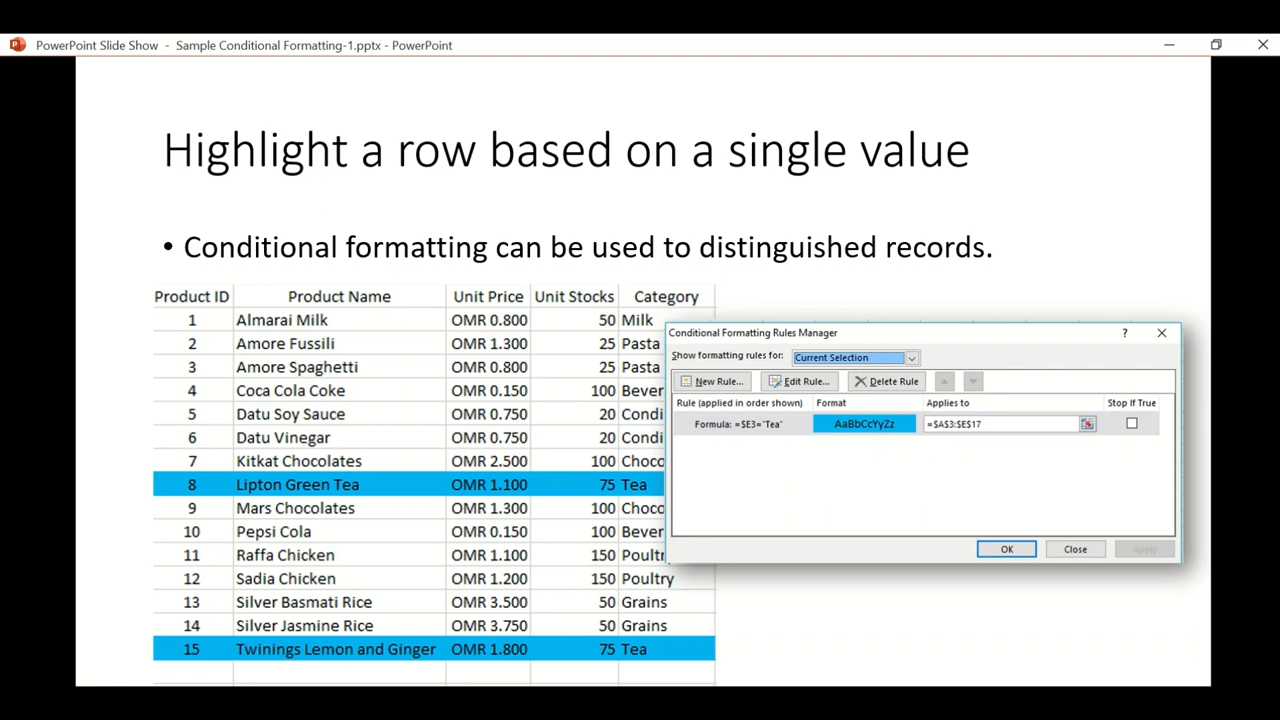 PowerPoint Slide Show - Sample Conditional Formatting-1.pptx - PowerPoint
Highlight a row based on a single value
• Conditional formatting can be used to distinguished records.
Product ID Product Name Unit Price Unit Stocks Category
1 Almarai Milk OMR 0.800 50 Milk
2 Amore Fussili OMR 1.300 25 Pasta
3 Amore Spaghetti OMR 0.800 25 Pasta
4 Coca Cola Coke OMR 0.150 100 Bever
5 Datu Soy Sauce OMR 0.750 20 Condi
6 Datu Vinegar OMR 0.750 20 Condi
7 Kitkat Chocolates OMR 2.500 100 Choco
8 Lipton Green Tea OMR 1.100 75 Tea
9 Mars Chocolates OMR 1.300 100 Choco
10 Pepsi Cola OMR 0.150 100 Bever
11 Raffa Chicken OMR 1.100 150 Poultr
12 Sadia Chicken OMR 1.200 150 Poultry
13 Silver Basmati Rice OMR 3.500 50 Grains
14 Silver Jasmine Rice OMR 3.750 50 Grains
15 Twinings Lemon and Ginger OMR 1.800 75 Tea
Conditional Formatting Rules Manager ?
Show formatting rules for: Current Selection
New Rule... Edit Rule... Delete Rule
Rule (applied in order shown) Format Applies to Stop If True
Formula: =$E3="Tea" AaBbCcYyZz =$A$3:$E$17
OK Close Apply